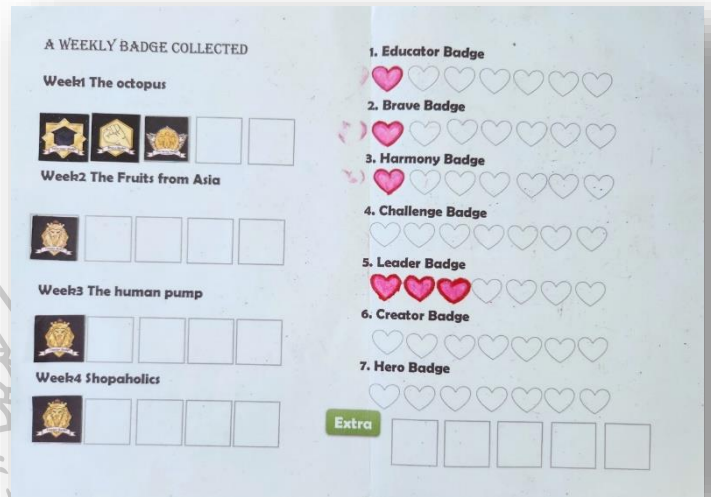 A WEEKLY BADGE COLLECTED
Week1 The octopus
Week2 The Fruits from Asia
Week3 The human pump
Week4 Shopaholics
1. Educator Badge
2. Brave Badge
3. Harmony Badge
4. Challenge Badge
5. Leader Badge
6. Creator Badge
7. Hero Badge
Extra